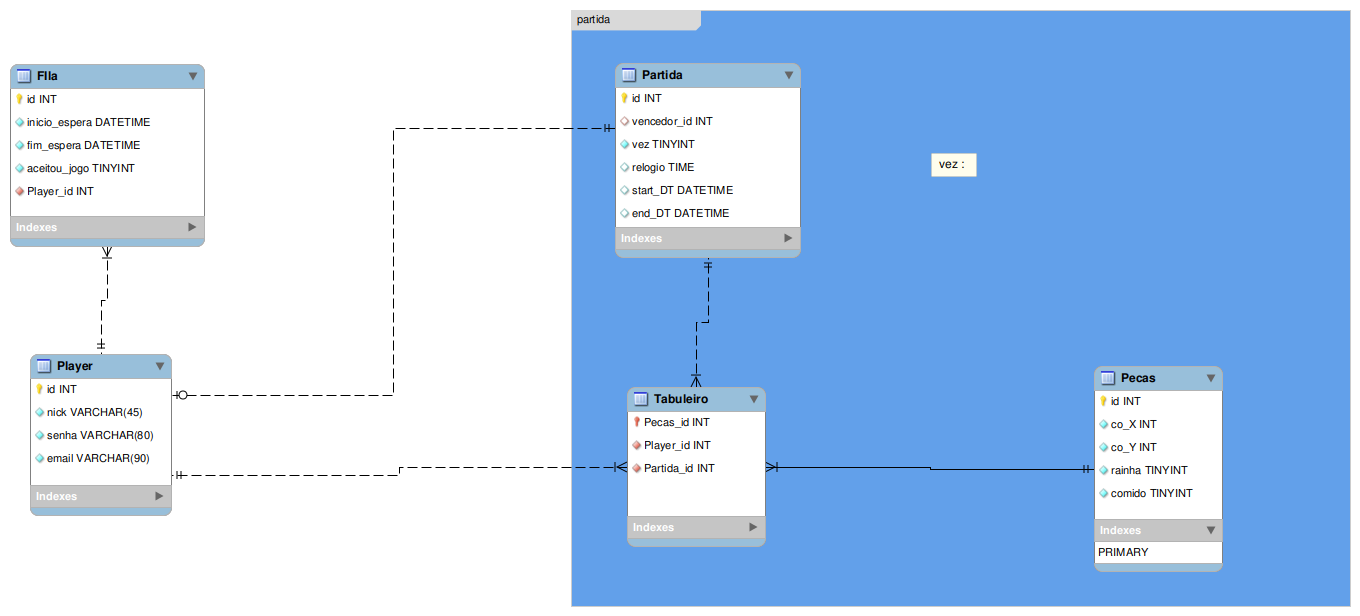 partida
FIla
id INT
inicio_espera DATETIME
fim_espera DATETIME
aceitou_jogo TINYINT
Player_id INT
Indexes
Partida
id INT
vencedor_id INT
vez TINYINT
relogio TIME
start_DT DATETIME
end_DT DATETIME
Indexes
vez :
Player
id INT
nick VARCHAR(45)
senha VARCHAR(80)
email VARCHAR(90)
Indexes
Tabuleiro
Pecas_id INT
Player_id INT
Partida_id INT
Indexes
Pecas
id INT
co_X INT
co_Y INT
rainha TINYINT
comido TINYINT
Indexes
PRIMARY